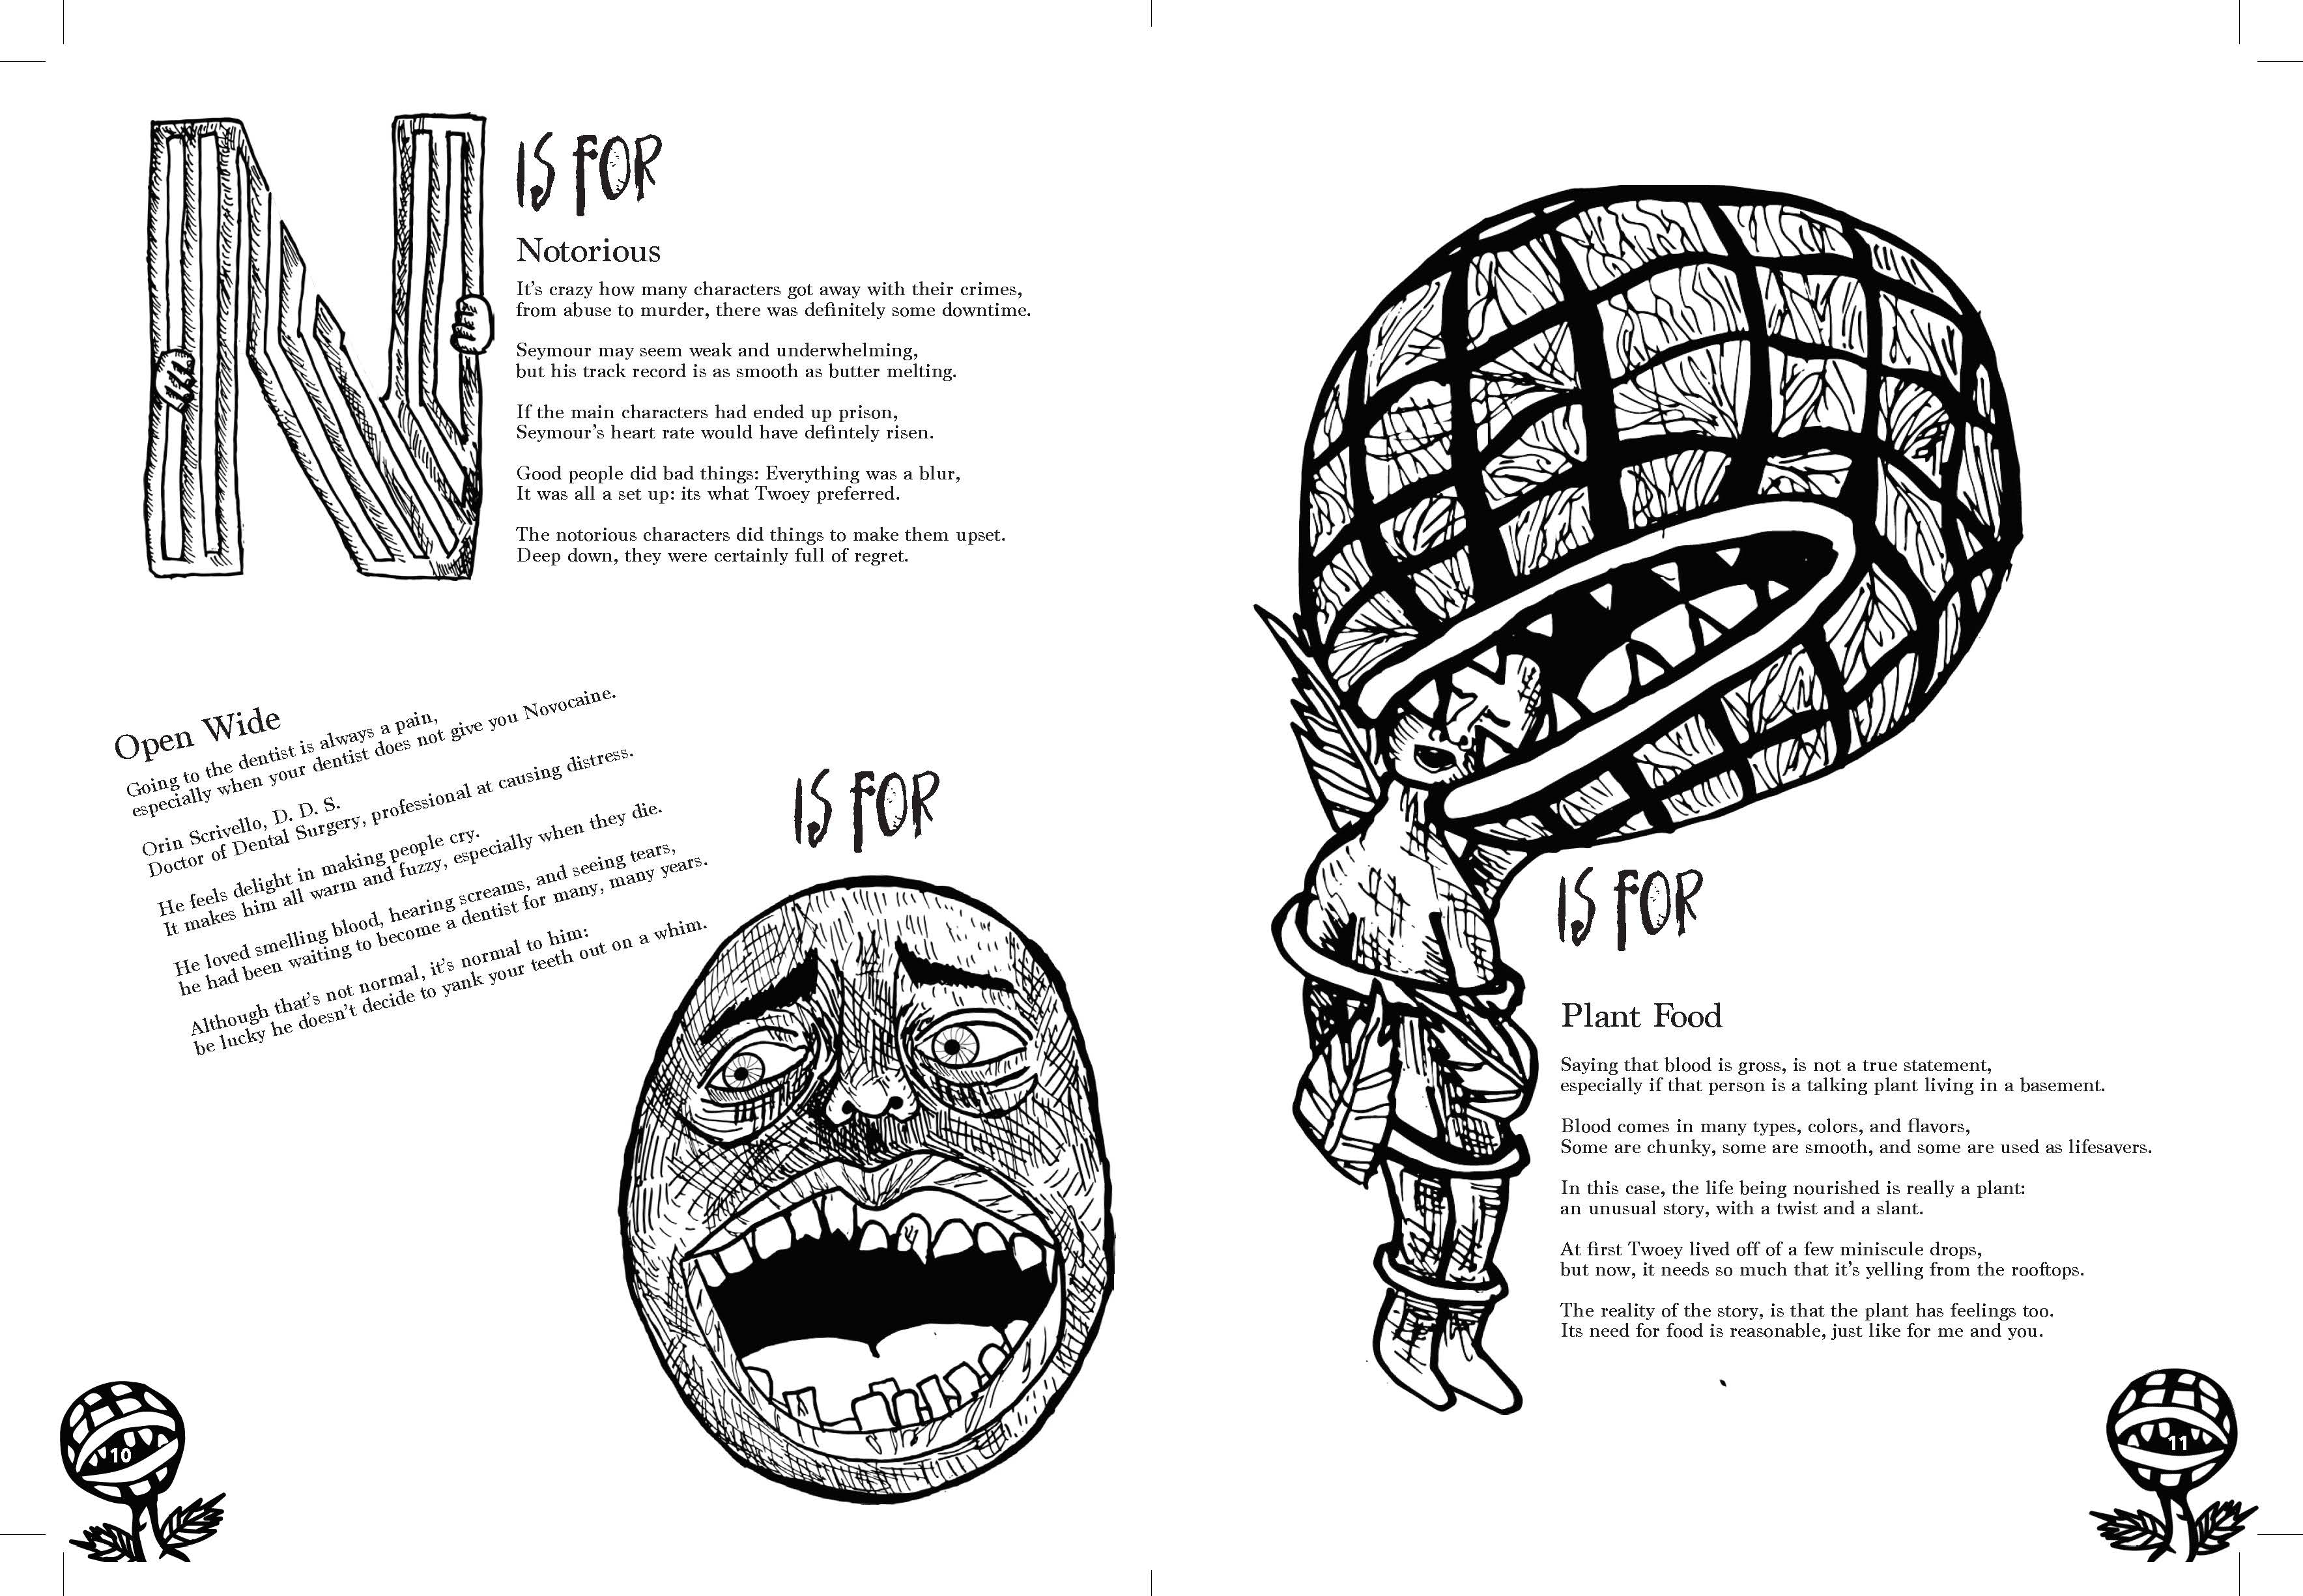 N
IS FOR
Notorious
It's crazy how many characters got away with their crimes,
from abuse to murder, there was definitely some downtime.
Seymour may seem weak and underwhelming,
but his track record is as smooth as butter melting.
If the main characters had ended up prison,
Seymour's heart rate would have defintely risen.
Good people did bad things: Everything was a blur,
It was all a set up: its what Twoey preferred.
The notorious characters did things to make them upset.
Deep down, they were certainly full of regret.
Open Wide
Going to the dentist is always a pain,
especially when your dentist does not give you Novocaine.
Orin Scrivello, D. D. S.
Doctor of Dental Surgery, professional at causing distress.
He feels delight in making people cry.
It makes him all warm and fuzzy, especially when they die.
He loved smelling blood, hearing screams, and seeing tears,
he had been waiting to become a dentist for many, many years.
Although that's not normal, it's normal to him:
be lucky he doesn't decide to yank your teeth out on a whim.
IS FOR
10
IS FOR
Plant Food
Saying that blood is gross, is not a true statement,
especially if that person is a talking plant living in a basement.
Blood comes in many types, colors, and flavors,
Some are chunky, some are smooth, and some are used as lifesavers.
In this case, the life being nourished is really a plant:
an unusual story, with a twist and a slant.
At first Twoey lived off of a few miniscule drops,
but now, it needs so much that it's yelling from the rooftops.
The reality of the story, is that the plant has feelings too.
Its need for food is reasonable, just like for me and you.
11